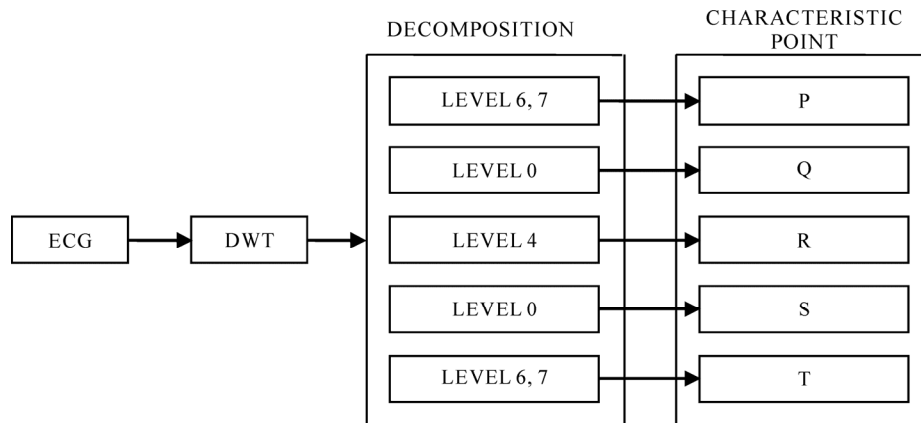 DECOMPOSITION
CHARACTERISTIC
POINT
LEVEL 6, 7
P
LEVEL 0
Q
ECG
DWT
LEVEL 4
R
LEVEL 0
S
LEVEL 6, 7
T